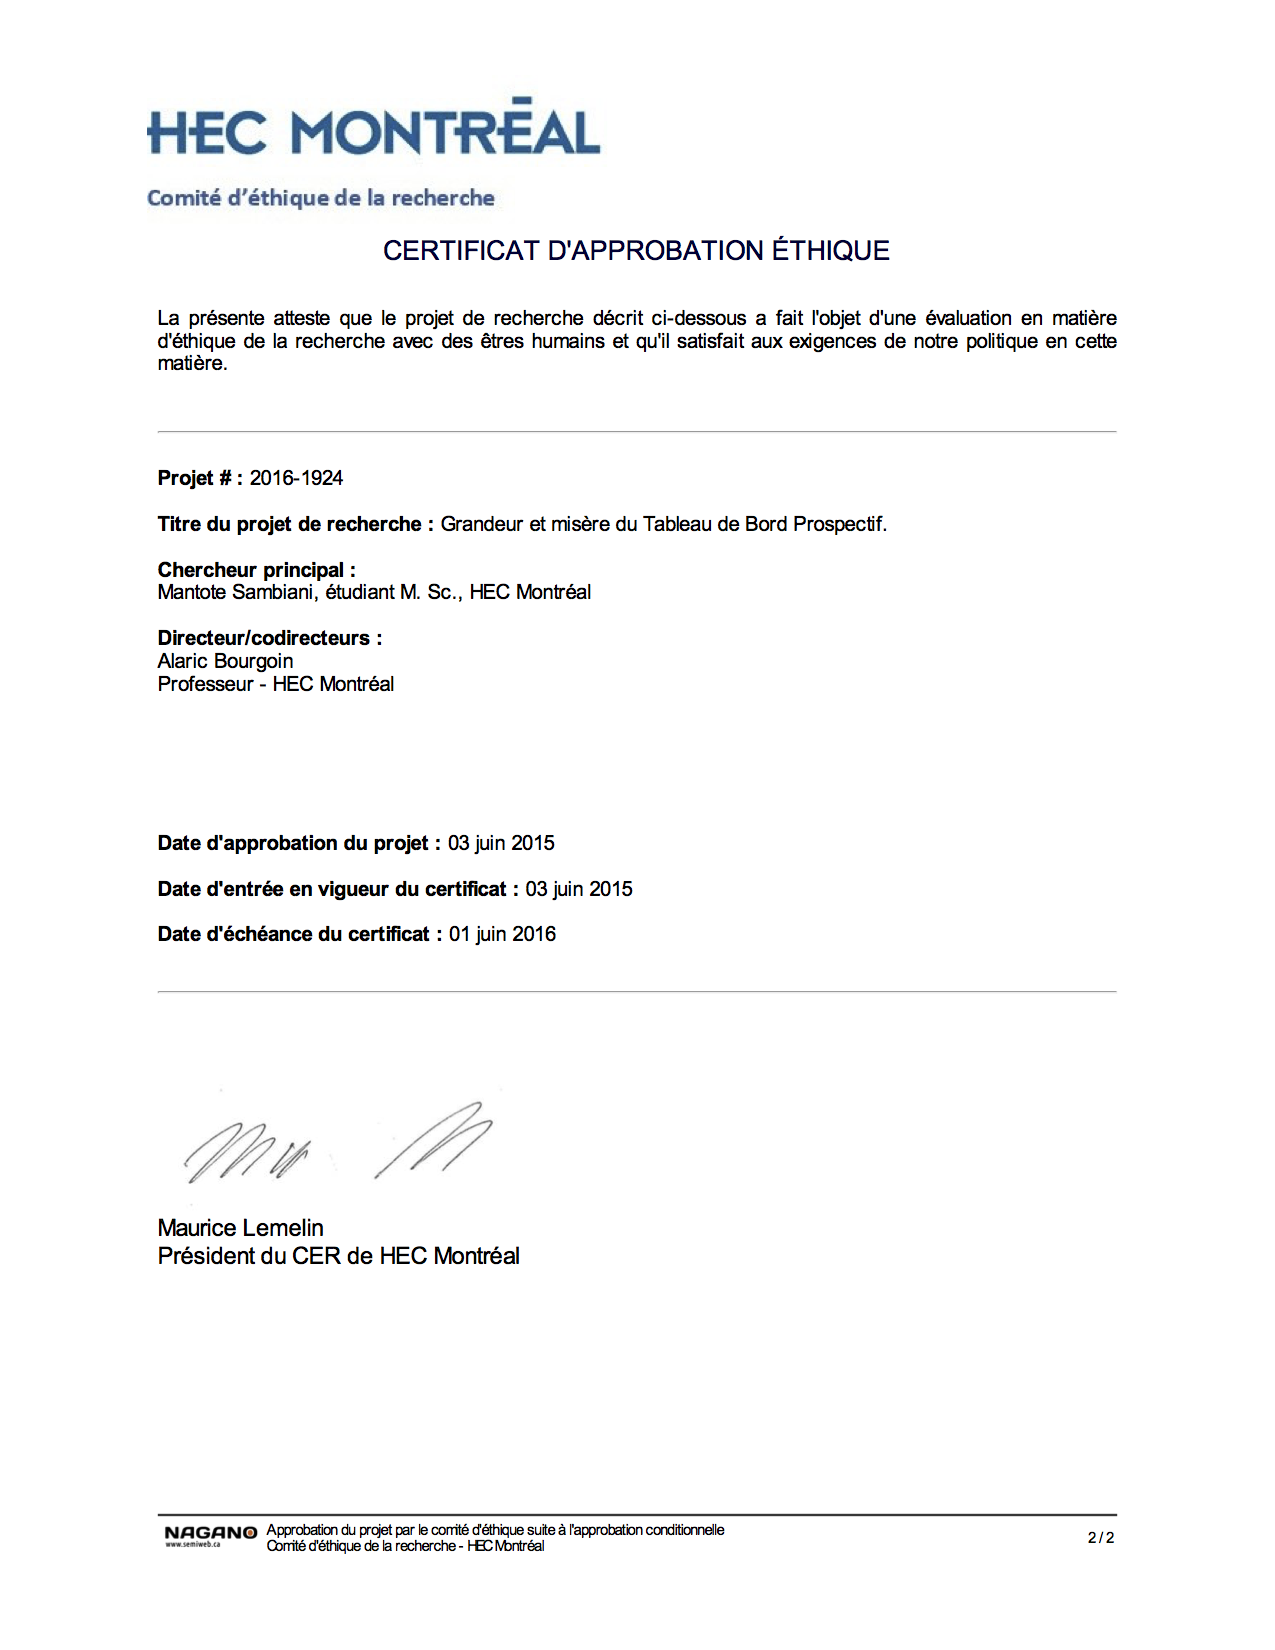 HEC MONTRÉAL
Comité d'éthique de la recherche
CERTIFICAT D'APPROBATION ÉTHIQUE
La présente atteste que le projet de recherche décrit ci-dessous a fait l'objet d'une évaluation en matière
d'éthique de la recherche avec des êtres humains et qu'il satisfait aux exigences de notre politique en cette
matière.
Projet # : 2016-1924
Titre du projet de recherche : Grandeur et misère du Tableau de Bord Prospectif.
Chercheur principal :
Mantote Sambiani, étudiant M. Sc., HEC Montréal
Directeur/codirecteurs :
Alaric Bourgoin
Professeur - HEC Montréal
Date d'approbation du projet : 03 juin 2015
Date d'entrée en vigueur du certificat : 03 juin 2015
Date d'échéance du certificat : 01 juin 2016
Maurice Lemelin
Président du CER de HEC Montréal
NAGANO
www.semiweb.ca
Approbation du projet par le comité d'éthique suite à l'approbation conditionnelle
Comité d'éthique de la recherche - HEC Montréal
2 / 2